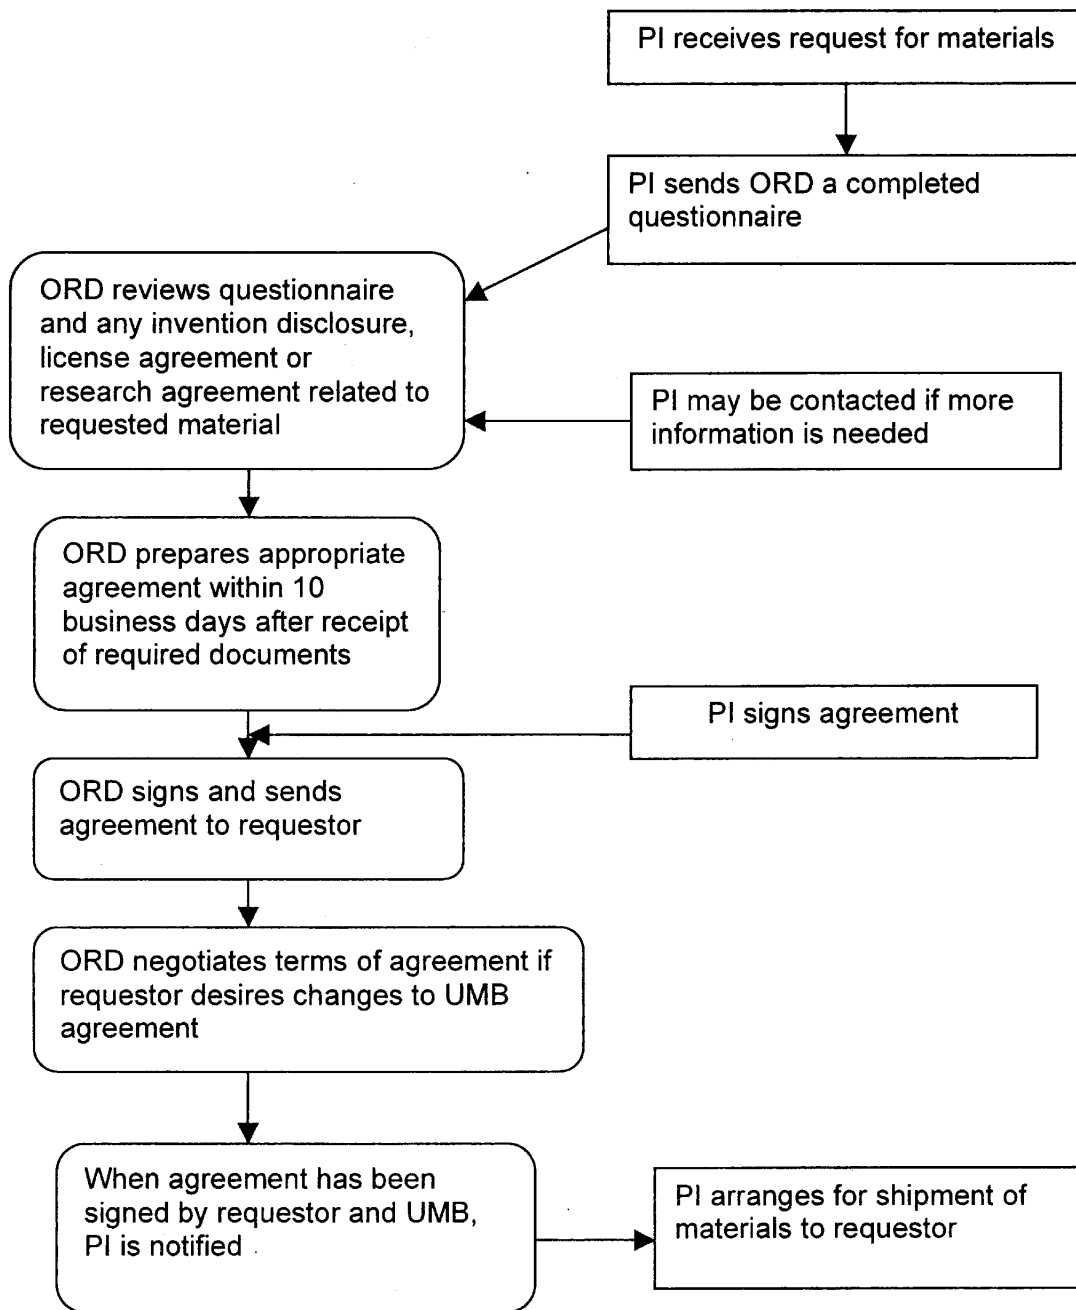 PI receives request for materials
PI sends ORD a completed
questionnaire
ORD reviews questionnaire
and any invention disclosure,
license agreement or
research agreement related to
requested material
PI may be contacted if more
information is needed
ORD prepares appropriate
agreement within 10
business days after receipt
of required documents
PI signs agreement
ORD signs and sends
agreement to requestor
ORD negotiates terms of agreement if
requestor desires changes to UMB
agreement
When agreement has been
signed by requestor and UMB,
PI is notified
PI arranges for shipment of
materials to requestor